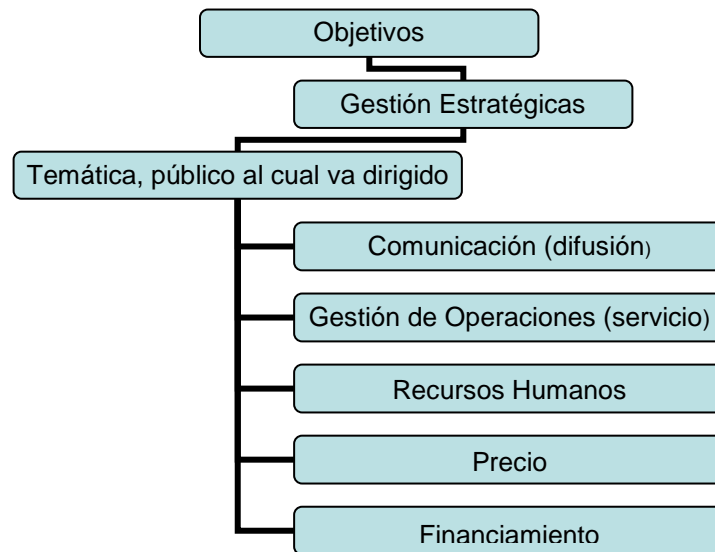 Objetivos
Gestión Estratégicas
Temática, público al cual va dirigido
Comunicación (difusión)
Gestión de Operaciones (servicio)
Recursos Humanos
Precio
Financiamiento